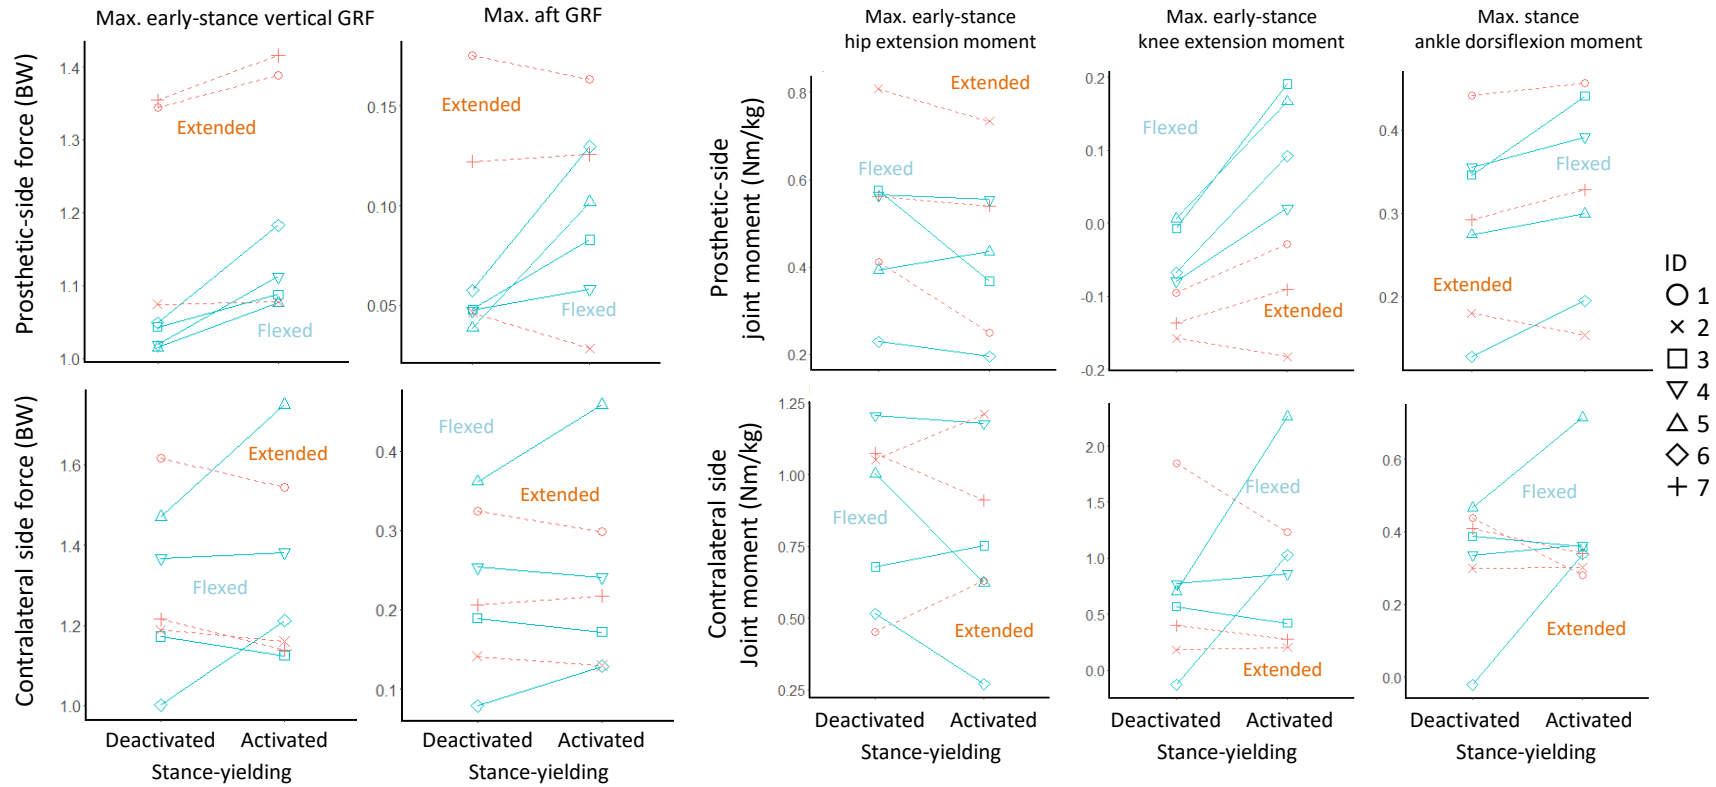 Max. early-stance vertical GRF
Max. aft GRF
Max. early-stance
hip extension moment
Max. early-stance
knee extension moment
Max. stance
ankle dorsiflexion moment
Prosthetic-side force (BW)
1.4
1.3
1.2
1.1
1.0
Extended
Flexed
0.15
0.10
0.05
Extended
Flexed
Prosthetic-side
joint moment (Nm/kg)
0.8
0.6
0.4
0.2
Extended
Flexed
0.2
0.1
0.0
-0.1
-0.2
Flexed
Extended
0.4
0.3
0.2
Flexed
Extended
ID
1
2
3
4
5
6
7
Contralateral side force (BW)
1.6
1.4
1.2
1.0
Extended
Flexed
Deactivated Activated
Stance-yielding
0.4
0.3
0.2
0.1
Flexed
Extended
Deactivated Activated
Stance-yielding
Contralateral side
Joint moment (Nm/kg)
1.25
1.00
0.75
0.50
0.25
Flexed
Extended
Deactivated Activated
Stance-yielding
2.0
1.5
1.0
0.5
0.0
Flexed
Extended
Deactivated Activated
Stance-yielding
0.6
0.4
0.2
0.0
Flexed
Extended
Deactivated Activated
Stance-yielding